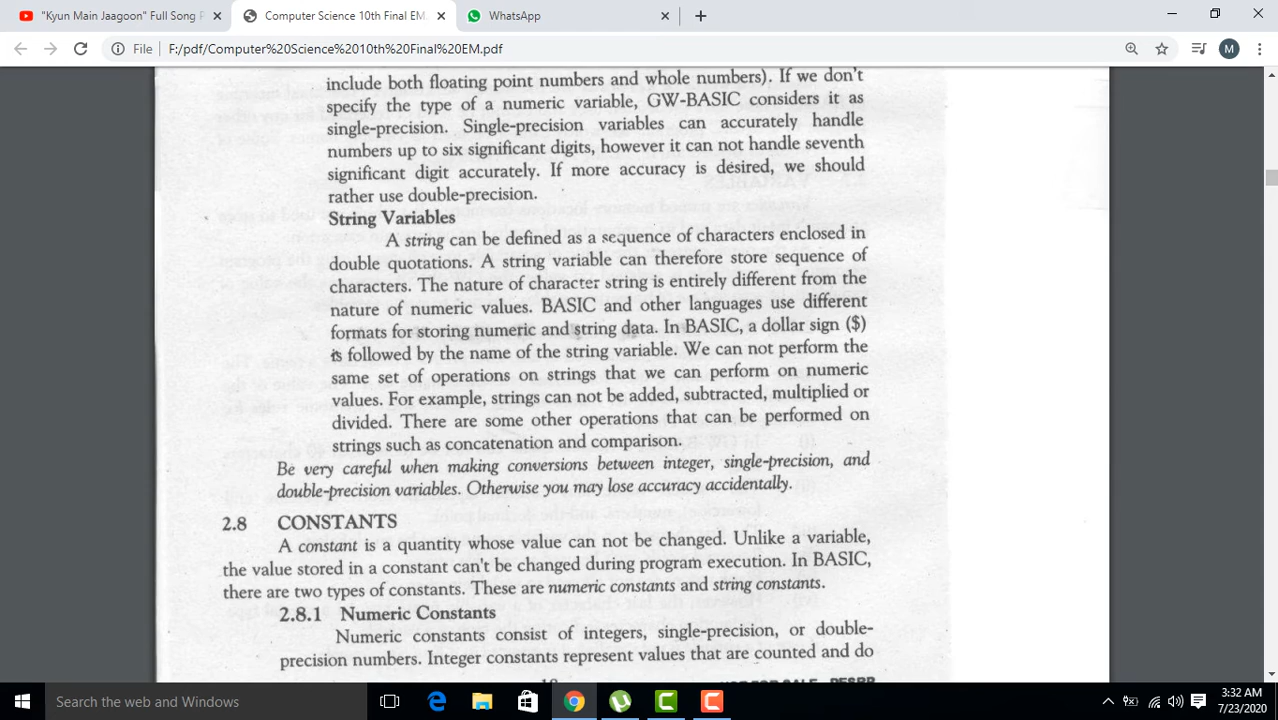 "Kyun Main Jaagoon" Full Song P
Computer Science 10th Final EM.
WhatsApp
File
F:/pdf/Computer%20Science%2010th%20Final%20EM.pdf
M
include both floating point numbers and whole numbers). If we don't
specify the type of a numeric variable, GW-BASIC considers it as
single-precision. Single-precision variables can accurately handle
numbers up to six significant digits, however it can not handle seventh
significant digit accurately. If more accuracy is desired, we should
rather use double-precision.
String Variables
A string can be defined as a sequence of characters enclosed in
double quotations. A string variable can therefore store sequence of
characters. The nature of character string is entirely different from the
nature of numeric values. BASIC and other languages use different
formats for storing numeric and string data. In BASIC, a dollar sign ($)
is followed by the name of the string variable. We can not perform the
same set of operations on strings that we can perform on numeric
values. For example, strings can not be added, subtracted, multiplied or
divided. There are some other operations that can be performed on
strings such as concatenation and comparison.
Be very careful when making conversions between integer, single-precision, and
double-precision variables. Otherwise you may lose accuracy accidentally.
2.8 CONSTANTS
A constant is a quantity whose value can not be changed. Unlike a variable,
the value stored in a constant can't be changed during program execution. In BASIC,
there are two types of constants. These are numeric constants and string constants.
2.8.1 Numeric Constants
Numeric constants consist of integers, single-precision, or double-
precision numbers. Integer constants represent values that are counted and do
Search the web and Windows
3:32 AM
7/23/2020